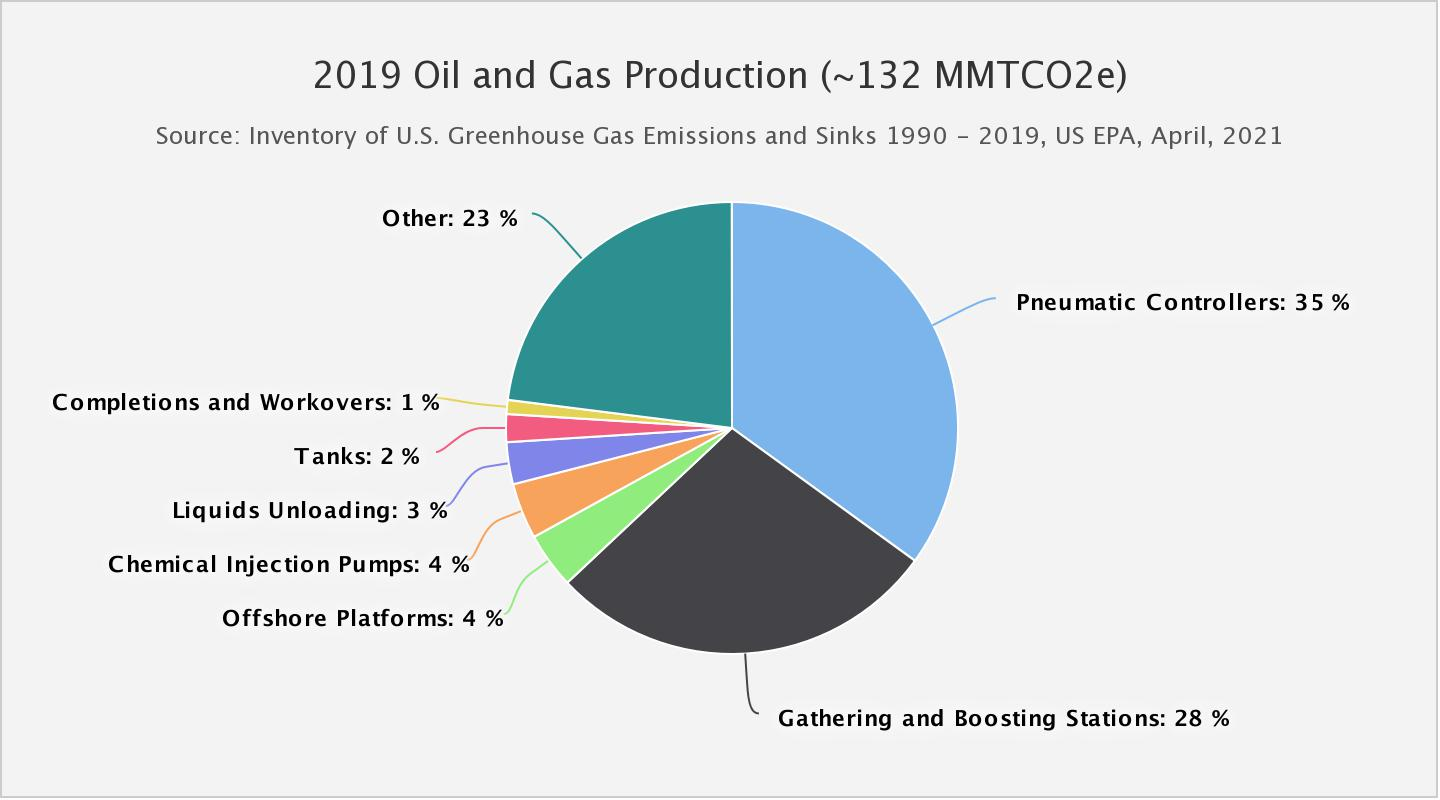 2019 Oil and Gas Production (~132 MMTCO2e)
Source: Inventory of U.S. Greenhouse Gas Emissions and Sinks 1990 – 2019, US EPA, April, 2021
Other: 23 %
Pneumatic Controllers: 35 %
Completions and Workovers: 1 %
Tanks: 2 %
Liquids Unloading: 3 %
Chemical Injection Pumps: 4 %
Offshore Platforms: 4 %
Gathering and Boosting Stations: 28 %